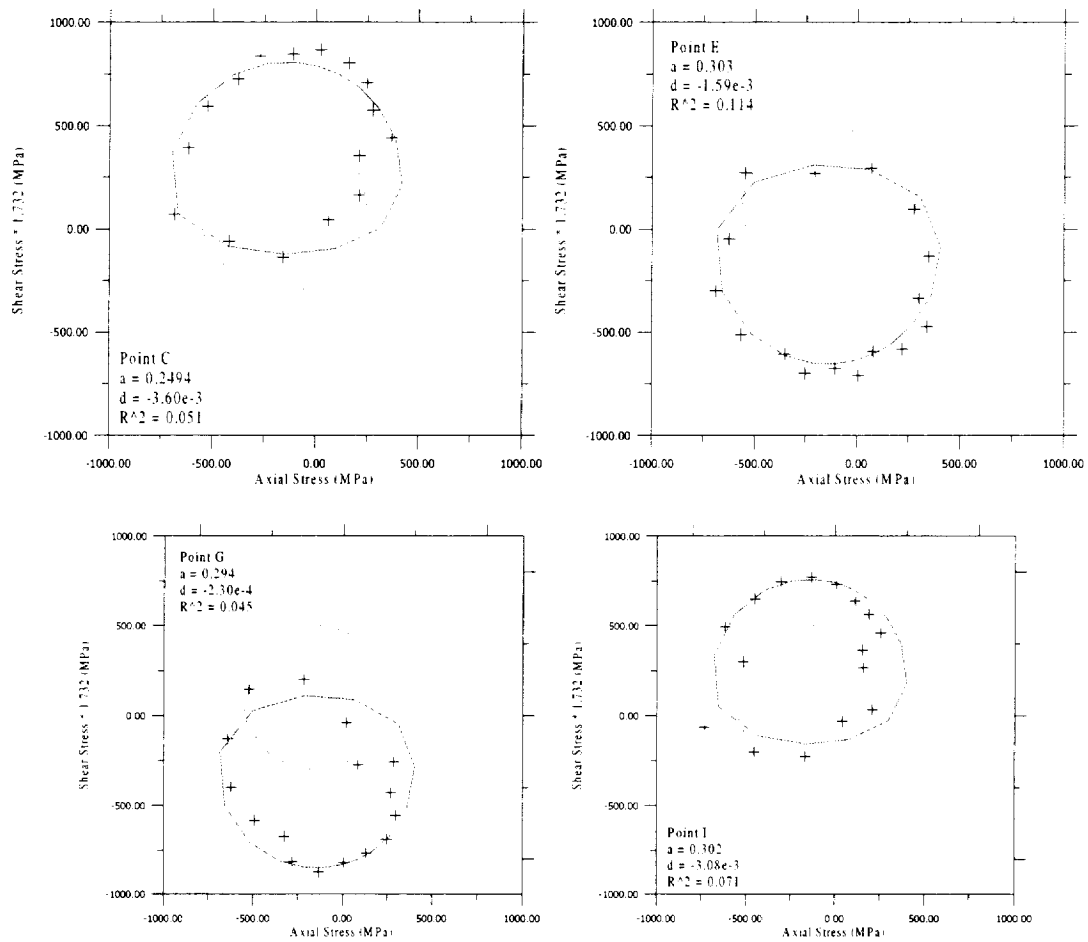 1000.00
500.00
0.00
-500.00
-1000.00
Shear Stress * 1.732 (MPa)
Point C
a = 0.2494
d = -3.60e-3
R^2 = 0.051
-1000.00 -500.00 0.00 500.00 1000.00
Axial Stress (MPa)
1000.00
500.00
0.00
-500.00
-1000.00
Shear Stress * 1.732 (MPa)
Point E
a = 0.303
d = -1.59e-3
R^2 = 0.114
-1000.00 -500.00 0.00 500.00 1000.00
Axial Stress (MPa)
1000.00
500.00
0.00
-500.00
-1000.00
Shear Stress * 1.732 (MPa)
Point G
a = 0.294
d = -2.30e-4
R^2 = 0.045
-1000.00 -500.00 0.00 500.00 1000.00
Axial Stress (MPa)
1000.00
500.00
0.00
-500.00
-1000.00
Shear Stress * 1.732 (MPa)
Point I
a = 0.302
d = -3.08e-3
R^2 = 0.071
-1000.00 -500.00 0.00 500.00 1000.00
Axial Stress (MPa)